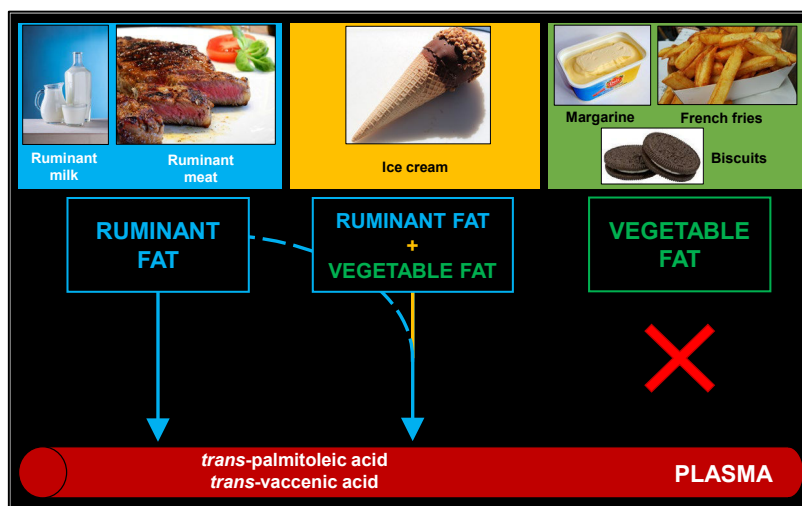 Ruminant
milk
Ruminant
meat
Ice cream
Margarine
French fries
Biscuits
RUMINANT
FAT
RUMINANT FAT
+
VEGETABLE FAT
VEGETABLE
FAT
trans-palmitoleic acid
trans-vaccenic acid
PLASMA